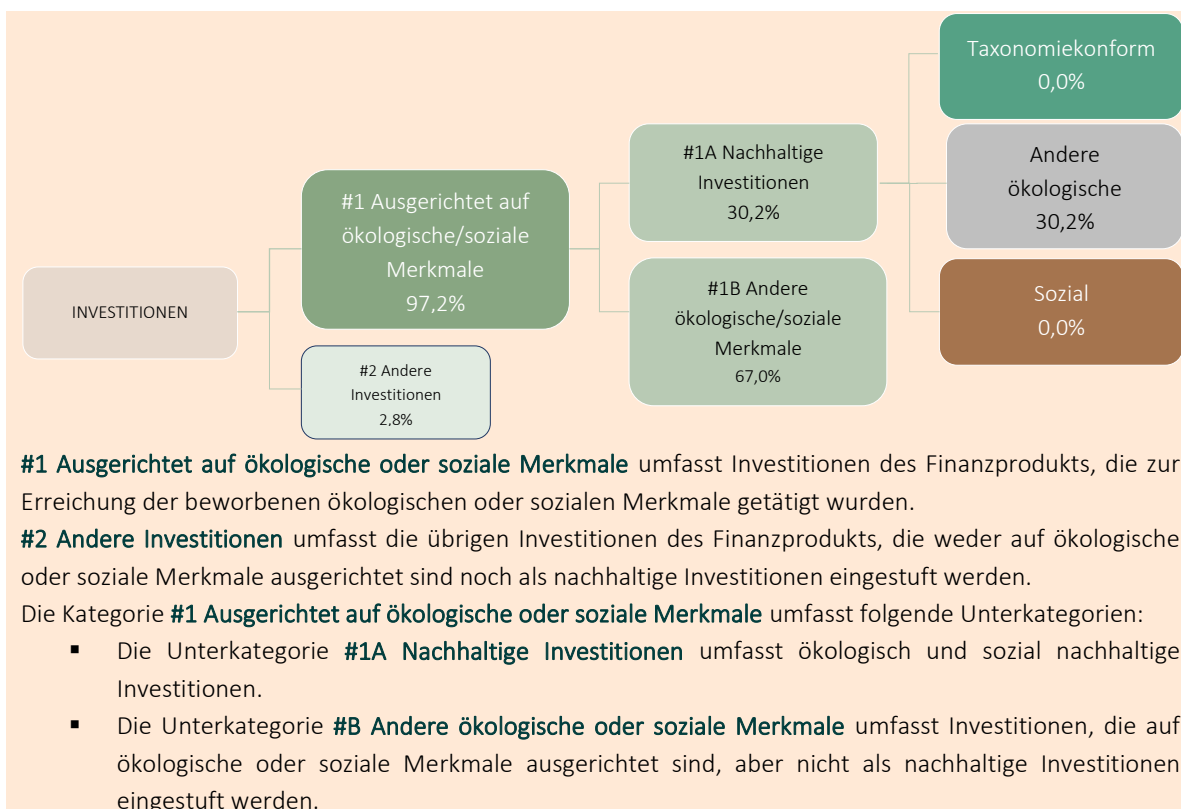 INVESTITIONEN
#1 Ausgerichtet auf
ökologische/soziale
Merkmale
97,2%
#2 Andere
Investitionen
2,8%
#1A Nachhaltige
Investitionen
30,2%
#1B Andere
ökologische/soziale
Merkmale
67,0%
Taxonomiekonform
0,0%
Andere
ökologische
30,2%
Sozial
0,0%
#1 Ausgerichtet auf ökologische oder soziale Merkmale umfasst Investitionen des Finanzprodukts, die zur
Erreichung der beworbenen ökologischen oder sozialen Merkmale getätigt wurden.
#2 Andere Investitionen umfasst die übrigen Investitionen des Finanzprodukts, die weder auf ökologische
oder soziale Merkmale ausgerichtet sind noch als nachhaltige Investitionen eingestuft werden.
Die Kategorie #1 Ausgerichtet auf ökologische oder soziale Merkmale umfasst folgende Unterkategorien:
▪ Die Unterkategorie #1A Nachhaltige Investitionen umfasst ökologisch und sozial nachhaltige
Investitionen.
▪ Die Unterkategorie #B Andere ökologische oder soziale Merkmale umfasst Investitionen, die auf
ökologische oder soziale Merkmale ausgerichtet sind, aber nicht als nachhaltige Investitionen
eingestuft werden.